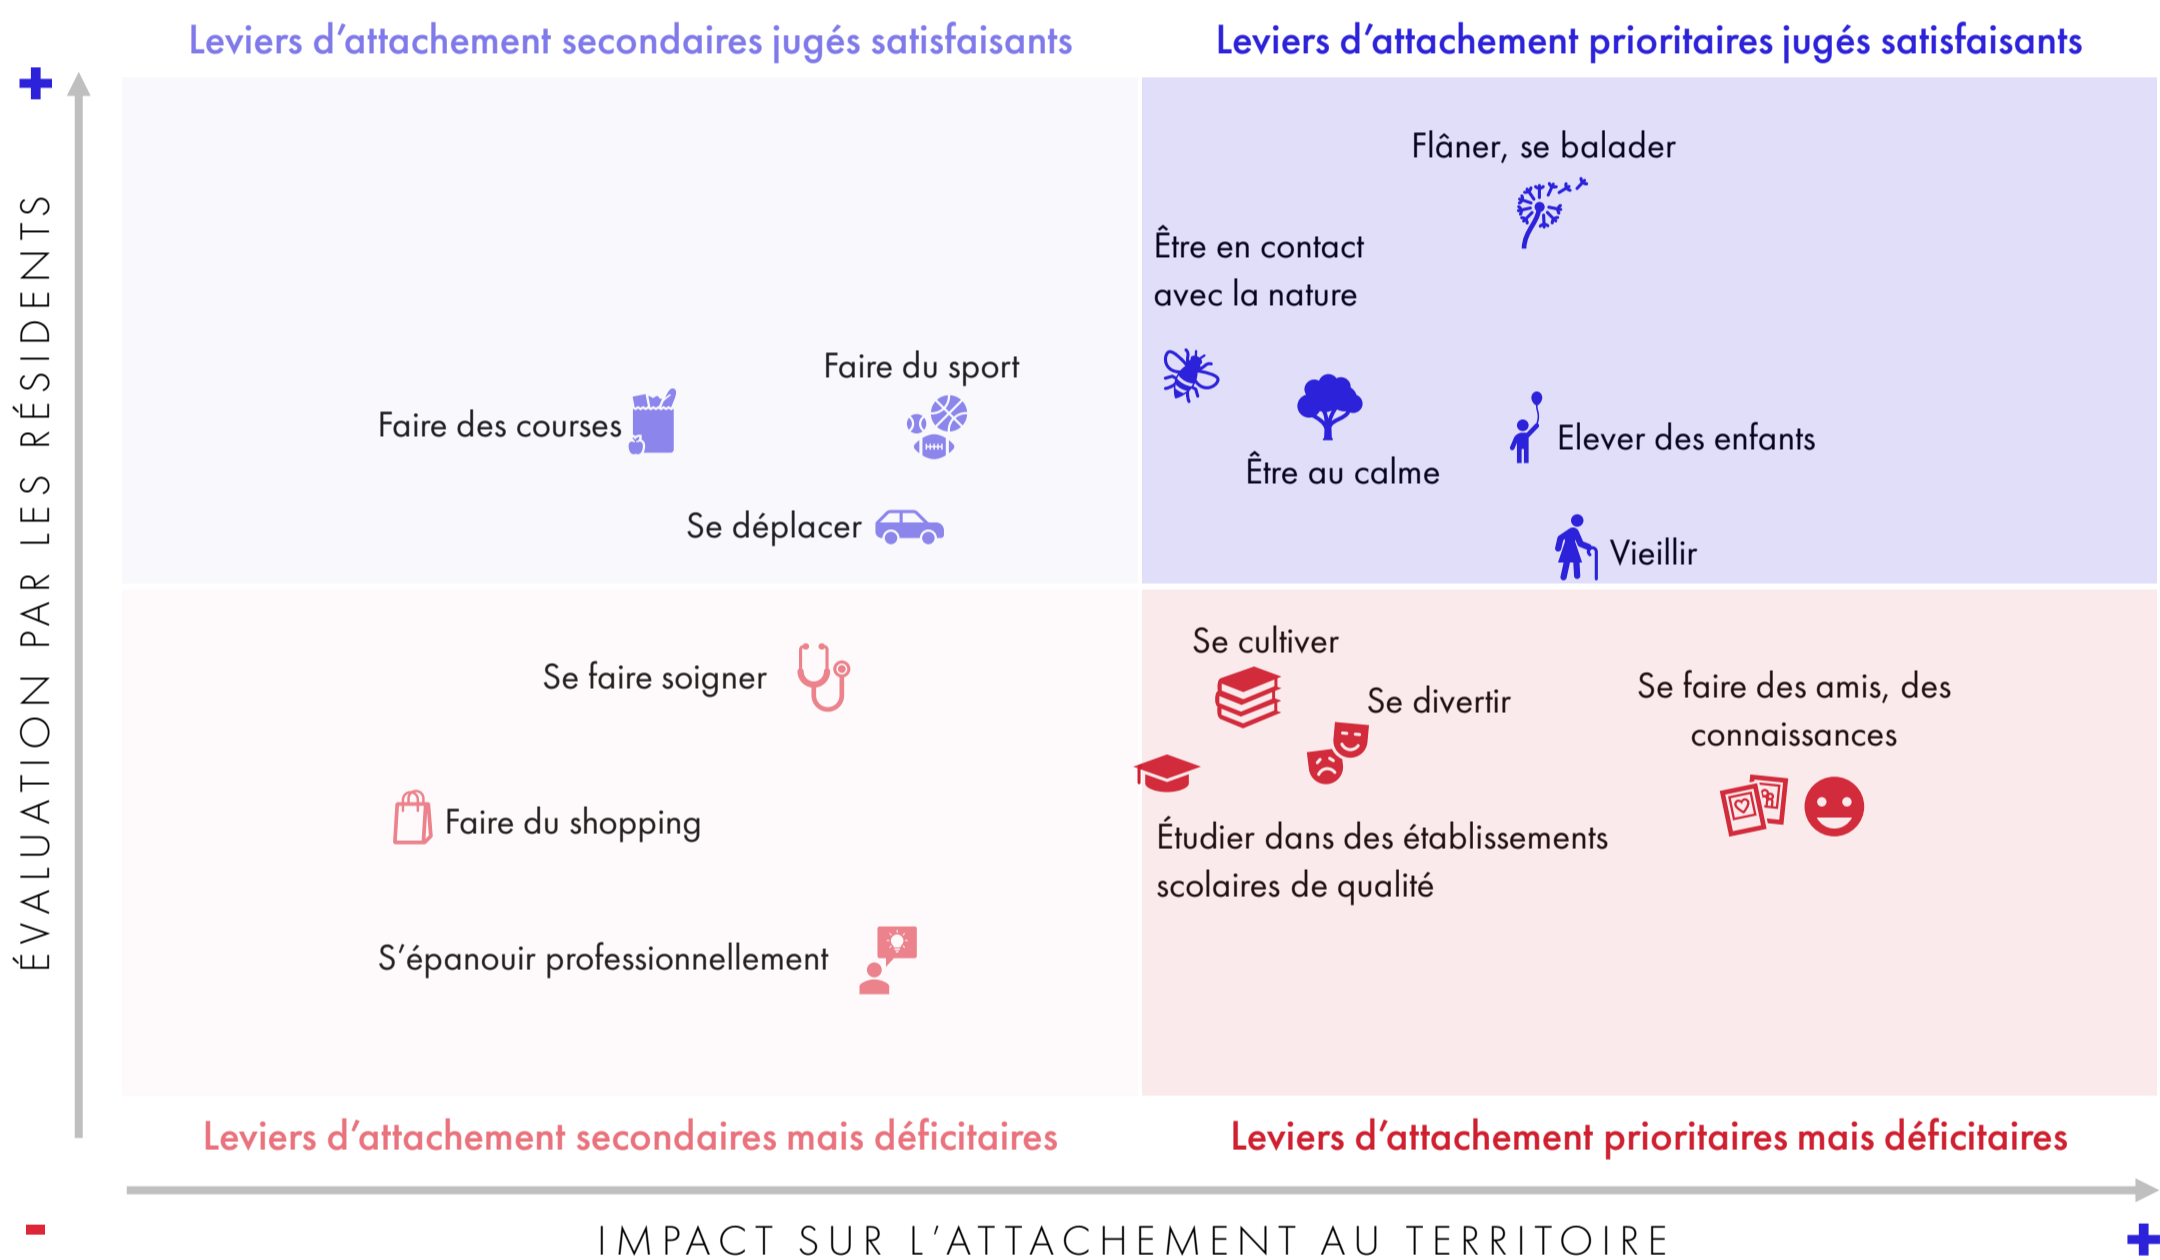 Leviers d’attachement secondaires jugés satisfaisants
Leviers d’attachement prioritaires jugés satisfaisants
+
ÉVALUATION PAR LES RÉSIDENTS
Flâner, se balader
Être en contact
avec la nature
Faire du sport
Faire des courses
Elever des enfants
Être au calme
Se déplacer
Vieillir
Se cultiver
Se faire soigner
Se divertir
Se faire des amis, des
connaissances
Faire du shopping
Étudier dans des établissements
scolaires de qualité
S’épanouir professionnellement
Leviers d’attachement secondaires mais déficitaires
Leviers d’attachement prioritaires mais déficitaires
-
IMPACT SUR L’ATTACHEMENT AU TERRITOIRE
+